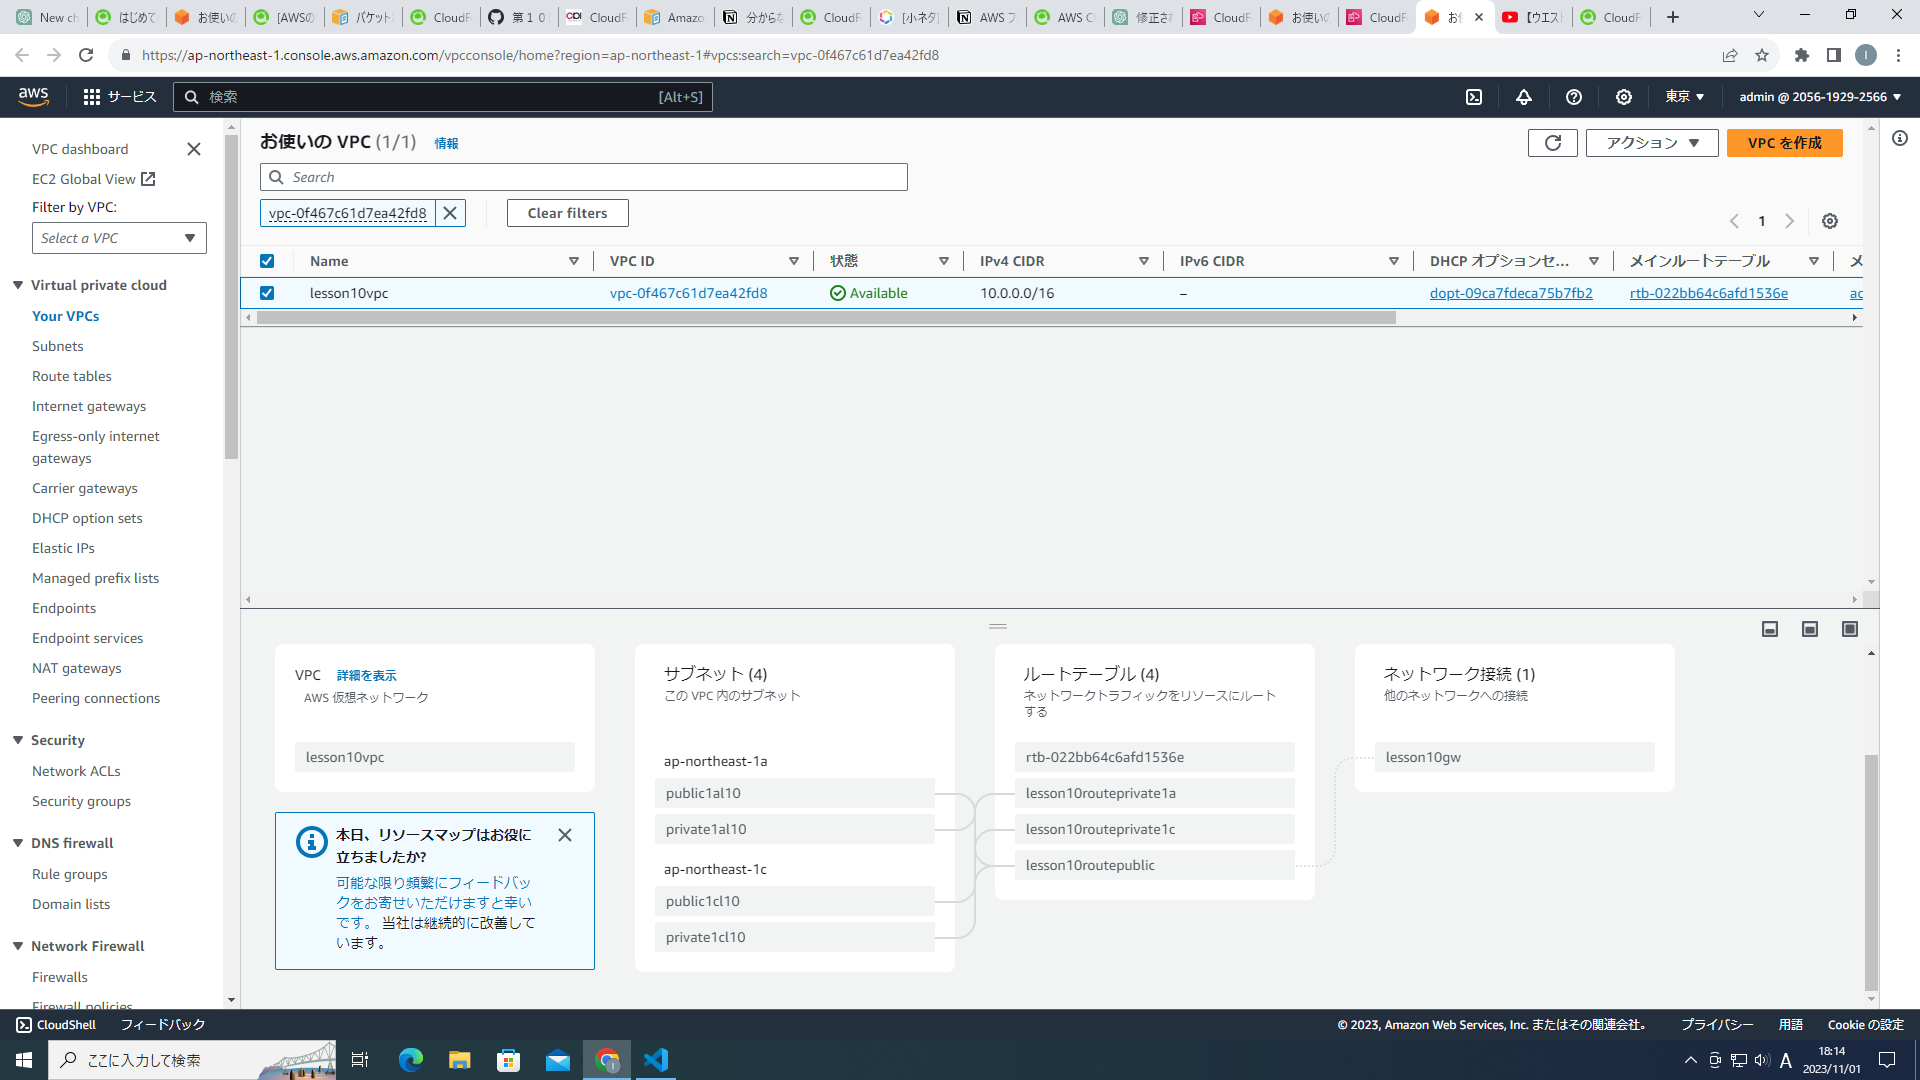 New ch
はじめて
お使いの
[AWSの
パケット
CloudF
第１０
CDI CloudF
Amazo
分からな
CloudF
[小ネタ]
AWS フ
AWS C
修正され
CloudF
お使いの
CloudF
お使
【ウエスト
CloudF
https://ap-northeast-1.console.aws.amazon.com/vpcconsole/home?region=ap-northeast-1#vpcs:search=vpc-0f467c61d7ea42fd8
I
aws
サービス
検索
[Alt+S]
東京
admin @ 2056-1929-2566
VPC dashboard
EC2 Global View
Filter by VPC:
Select a VPC
Virtual private cloud
Your VPCs
Subnets
Route tables
Internet gateways
Egress-only internet
gateways
Carrier gateways
DHCP option sets
Elastic IPs
Managed prefix lists
Endpoints
Endpoint services
NAT gateways
Peering connections
Security
Network ACLs
Security groups
DNS firewall
Rule groups
Domain lists
Network Firewall
Firewalls
Firewall policies
お使いの VPC (1/1) 情報
アクション
VPC を作成
Search
vpc-0f467c61d7ea42fd8
Clear filters
1
Name VPC ID 状態 IPv4 CIDR IPv6 CIDR DHCP オプションセ... メインルートテーブル メ
lesson10vpc vpc-0f467c61d7ea42fd8 Available 10.0.0.0/16 – dopt-09ca7fdeca75b7fb2 rtb-022bb64c6afd1536e ac
VPC 詳細を表示
AWS 仮想ネットワーク
lesson10vpc
本日、リソースマップはお役に
立ちましたか?
可能な限り頻繁にフィードバッ
クをお寄せいただけますと幸い
です。 当社は継続的に改善して
います。
サブネット (4)
この VPC 内のサブネット
ap-northeast-1a
public1al10
private1al10
ap-northeast-1c
public1cl10
private1cl10
ルートテーブル (4)
ネットワークトラフィックをリソースにルート
する
rtb-022bb64c6afd1536e
lesson10routeprivate1a
lesson10routeprivate1c
lesson10routepublic
ネットワーク接続 (1)
他のネットワークへの接続
lesson10gw
CloudShell
フィードバック
© 2023, Amazon Web Services, Inc. またはその関連会社。
プライバシー
用語
Cookie の設定
ここに入力して検索
A
18:14
2023/11/01